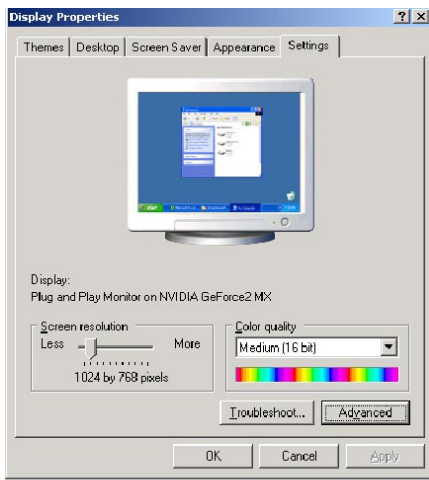 Display Properties
Themes Desktop Screen Saver Appearance Settings
Display:
Plug and Play Monitor on NVIDIA GeForce2 MX
Screen resolution
Less More
1024 by 768 pixels
Color quality
Medium (16 bit)
Troubleshoot... Advanced
OK Cancel Apply